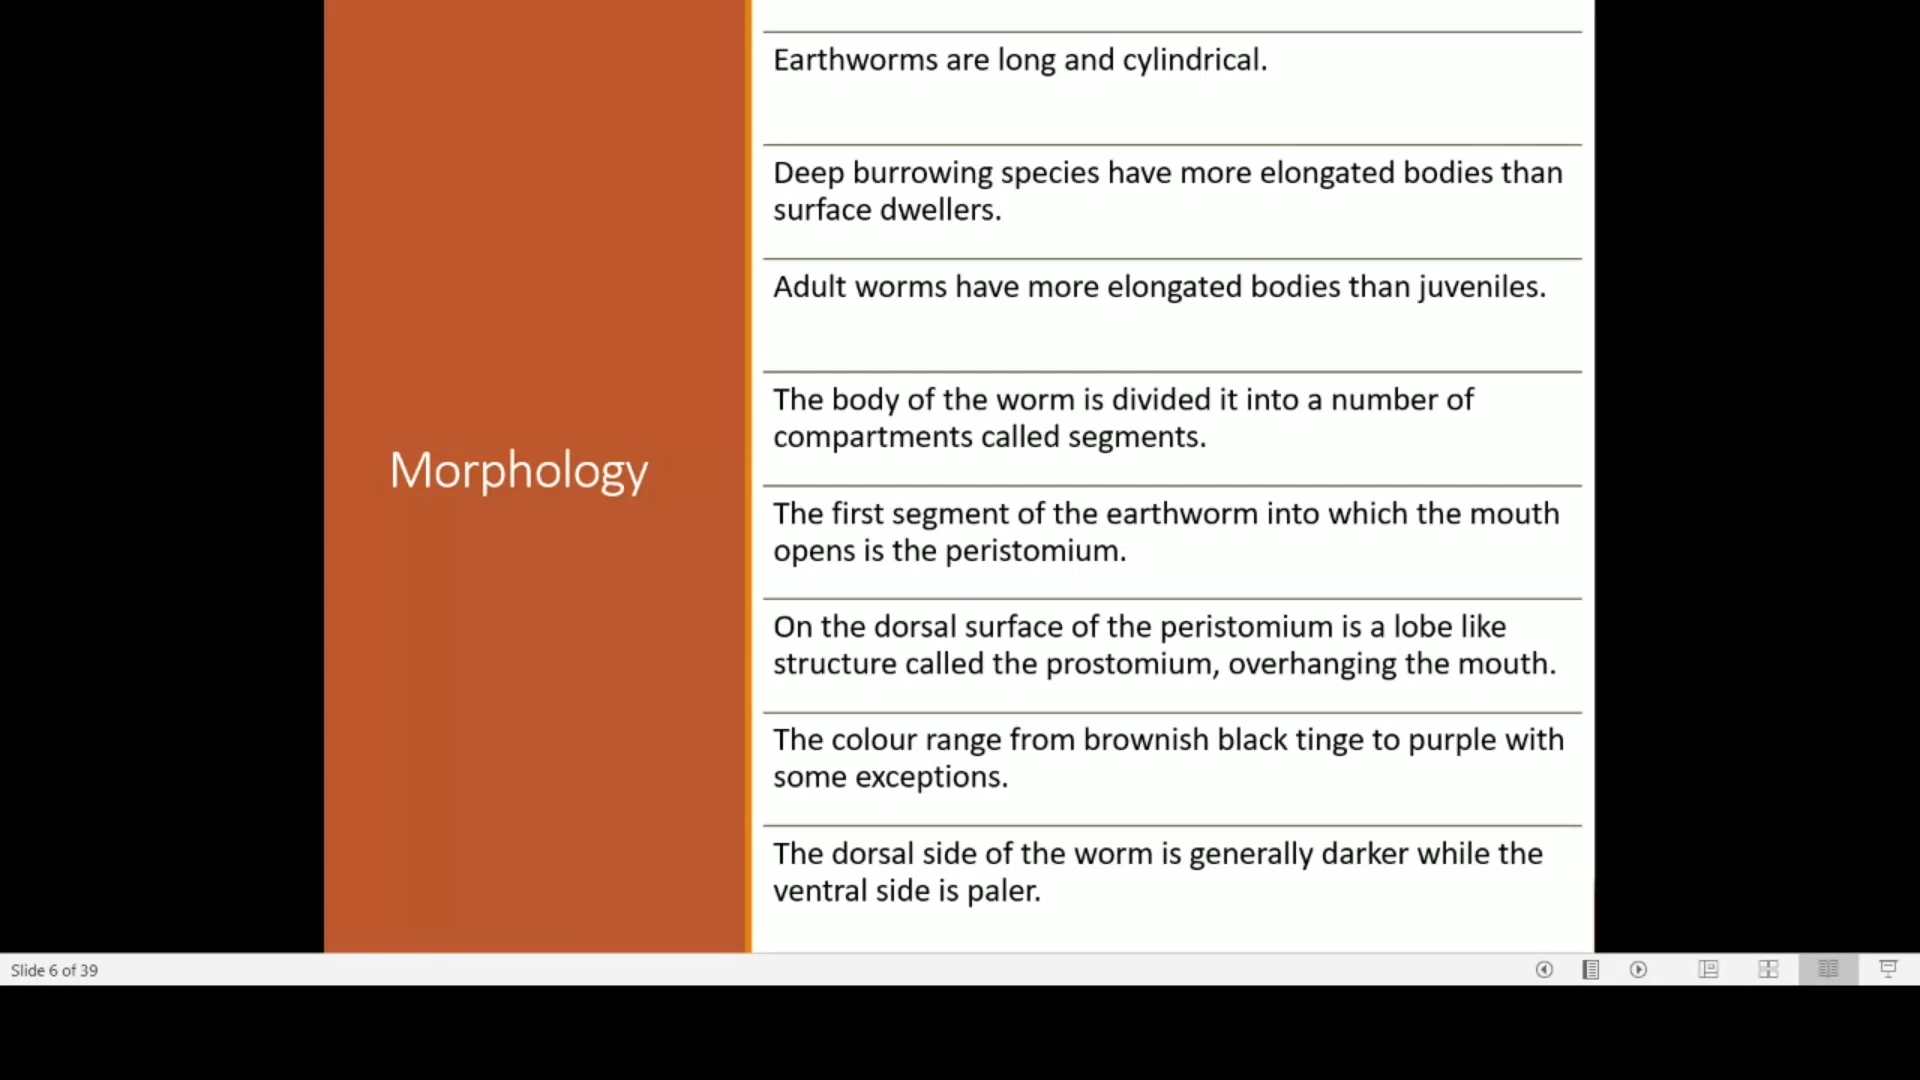 Morphology
Earthworms are long and cylindrical.
Deep burrowing species have more elongated bodies than
surface dwellers.
Adult worms have more elongated bodies than juveniles.
The body of the worm is divided it into a number of
compartments called segments.
The first segment of the earthworm into which the mouth
opens is the peristomium.
On the dorsal surface of the peristomium is a lobe like
structure called the prostomium, overhanging the mouth.
The colour range from brownish black tinge to purple with
some exceptions.
The dorsal side of the worm is generally darker while the
ventral side is paler.
Slide 6 of 39